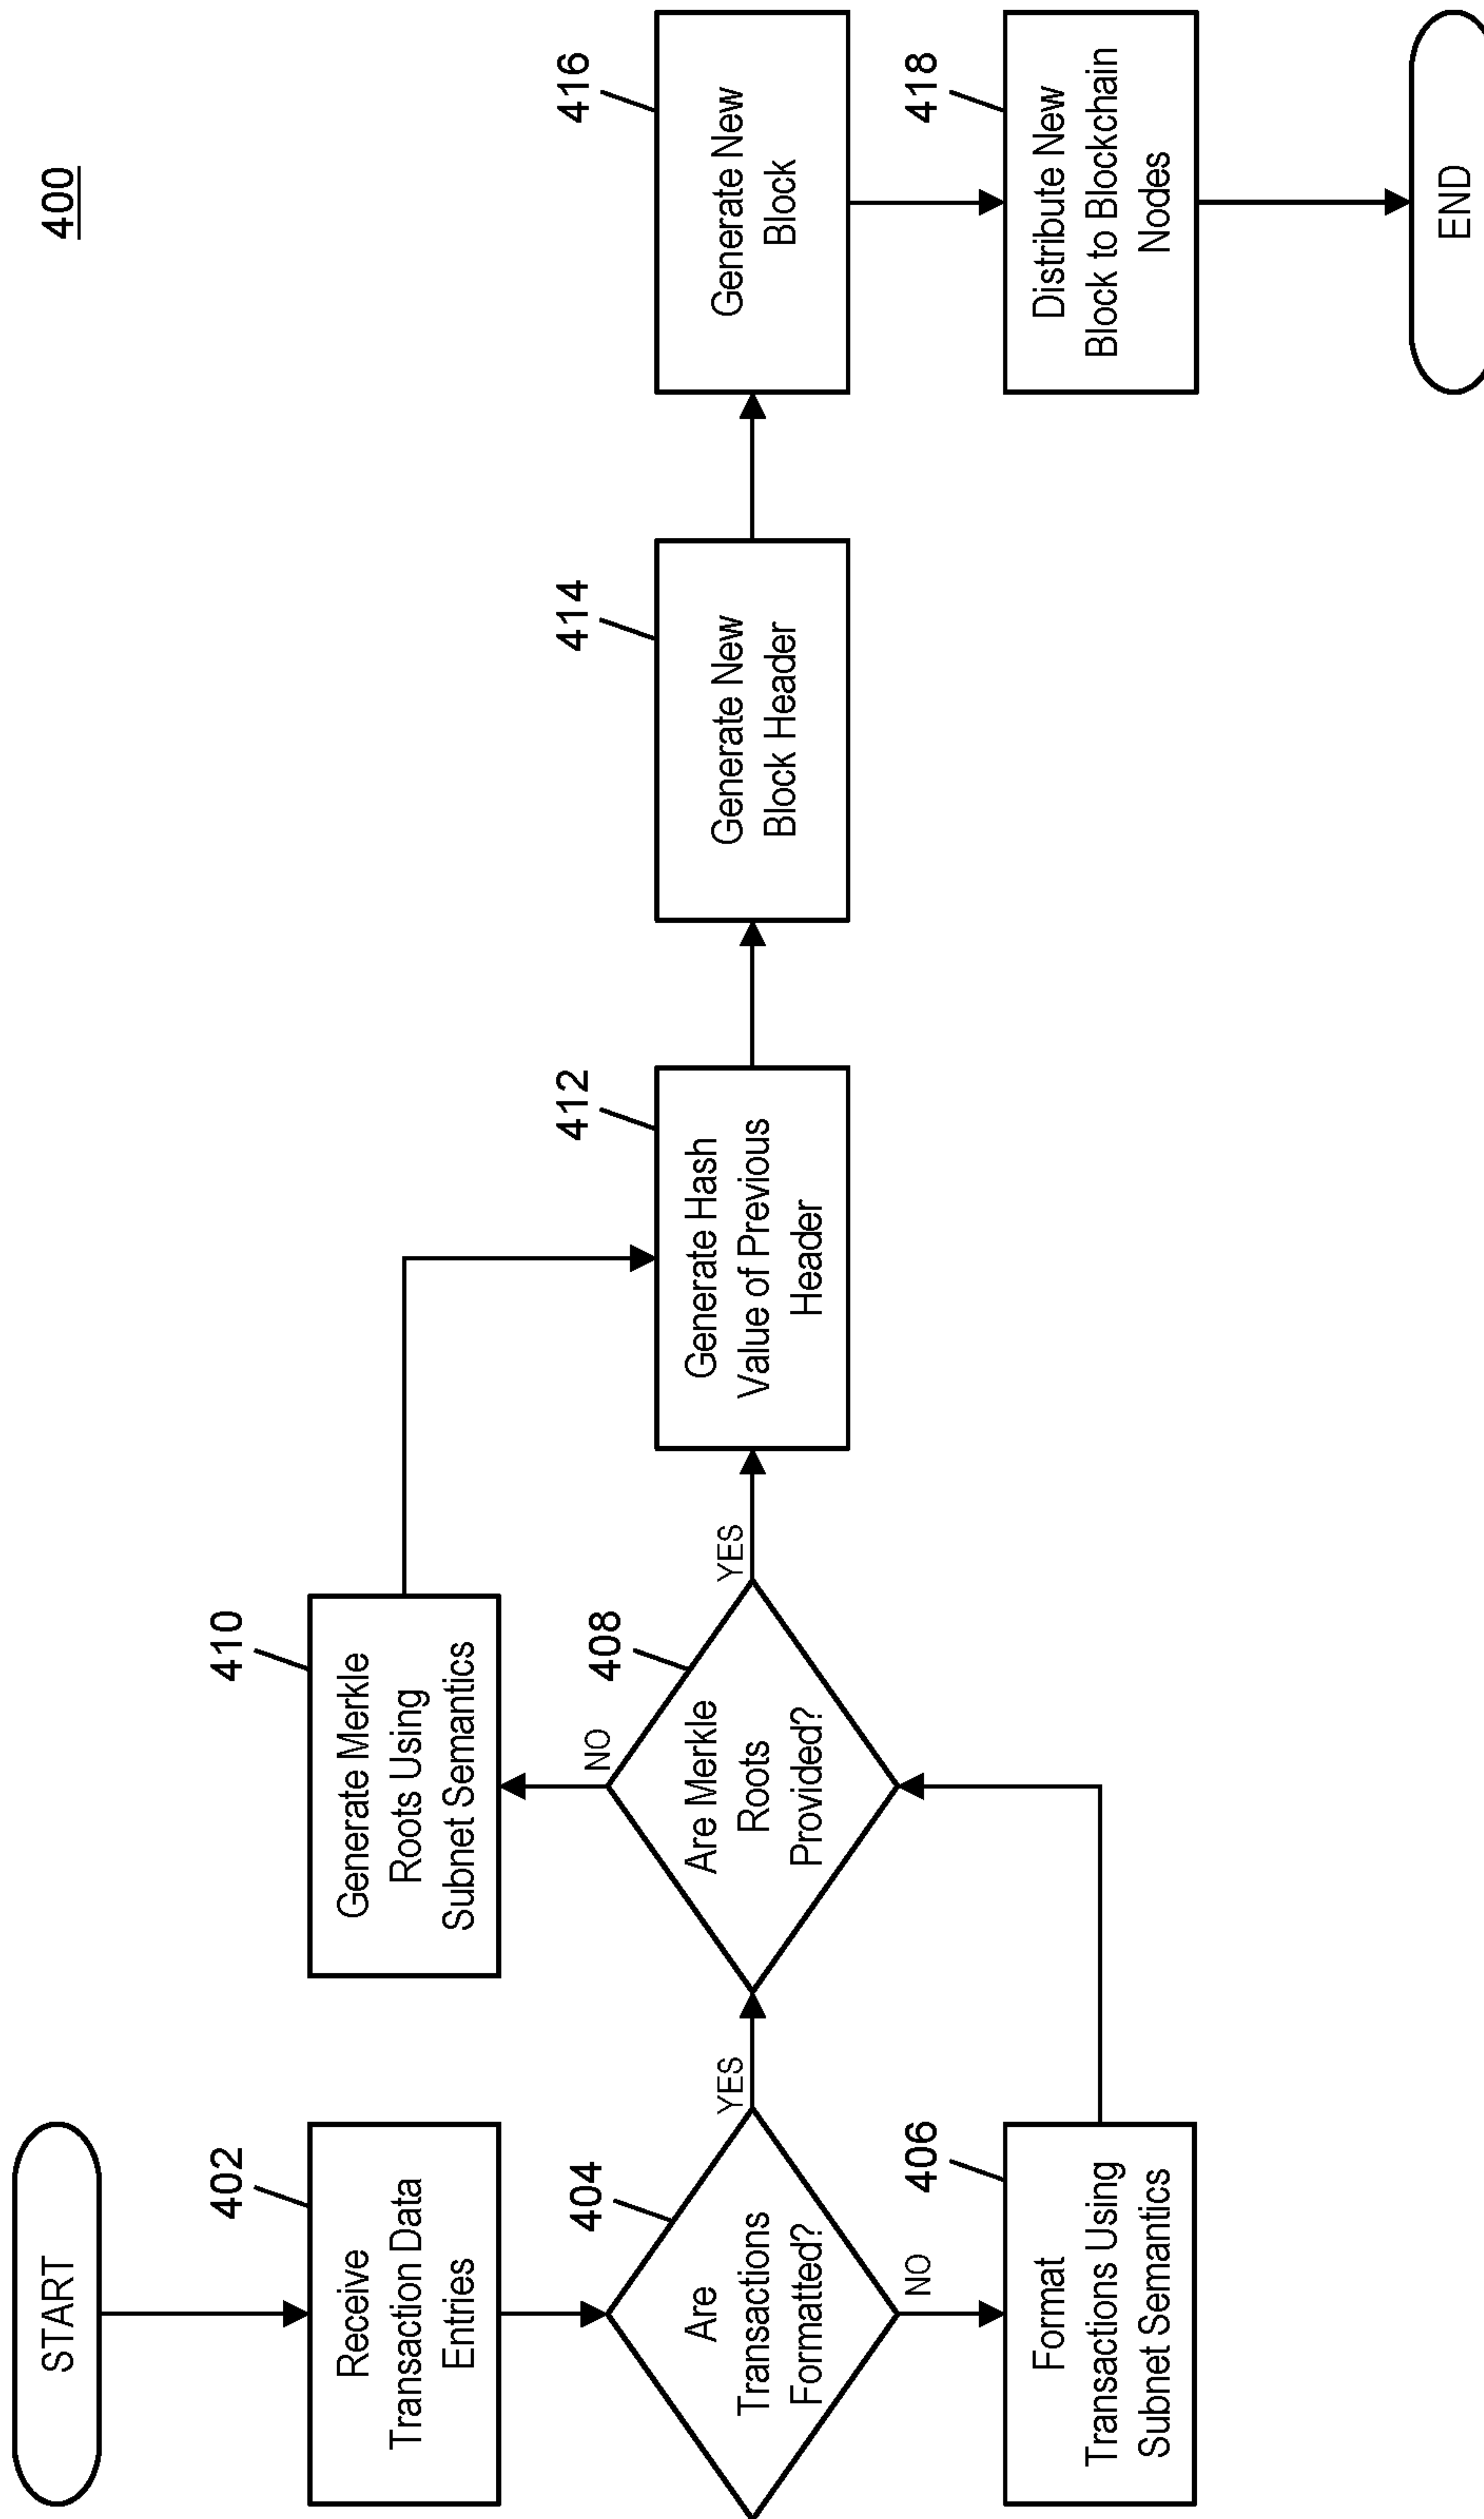 400
START
402
Receive
Transaction Data
Entries
404
Are
Transactions
Formatted?
YES
NO
406
Format
Transactions Using
Subnet Semantics
408
Are Merkle
Roots
Provided?
NO
YES
410
Generate Merkle
Roots Using
Subnet Semantics
412
Generate Hash
Value of Previous
Header
414
Generate New
Block Header
416
Generate New
Block
418
Distribute New
Block to Blockchain
Nodes
END